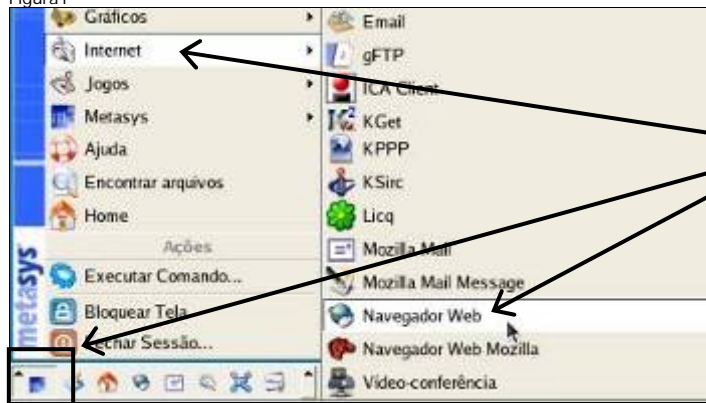 Gráficos
Internet
Jogos
Metasys
Ajuda
Encontrar arquivos
Home
Ações
Executar Comando...
Bloquear Tela
Fechar Sessão...
metasys
Email
gFTP
ICA Client
KGet
KPPP
KSirc
Licq
Mozilla Mail
Mozilla Mail Message
Navegador Web
Navegador Web Mozilla
Vídeo-conferência